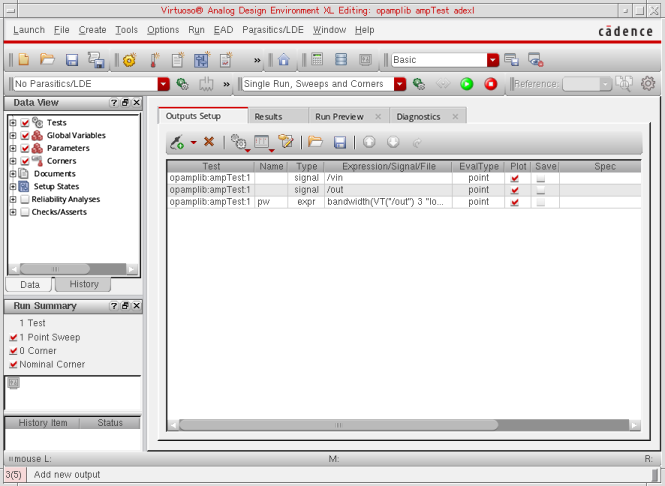 Virtuoso® Analog Design Environment XL Editing: opamplib ampTest adexl
Launch File Create Tools Options Run EAD Parasitics/LDE Window Help cādence
Basic
No Parasitics/LDE Single Run, Sweeps and Corners Reference:
Data View
Tests
Global Variables
Parameters
Corners
Documents
Setup States
Reliability Analyses
Checks/Asserts
Data History
Run Summary
1 Test
1 Point Sweep
0 Corner
Nominal Corner
History Item Status
Outputs Setup Results Run Preview Diagnostics
Test Name Type Expression/Signal/File EvalType Plot Save Spec
opamplib:ampTest:1 signal /vin point
opamplib:ampTest:1 signal /out point
opamplib:ampTest:1 pw expr bandwidth(VT("/out") 3 "lo... point
mouse L: M: R:
3(5) Add new output